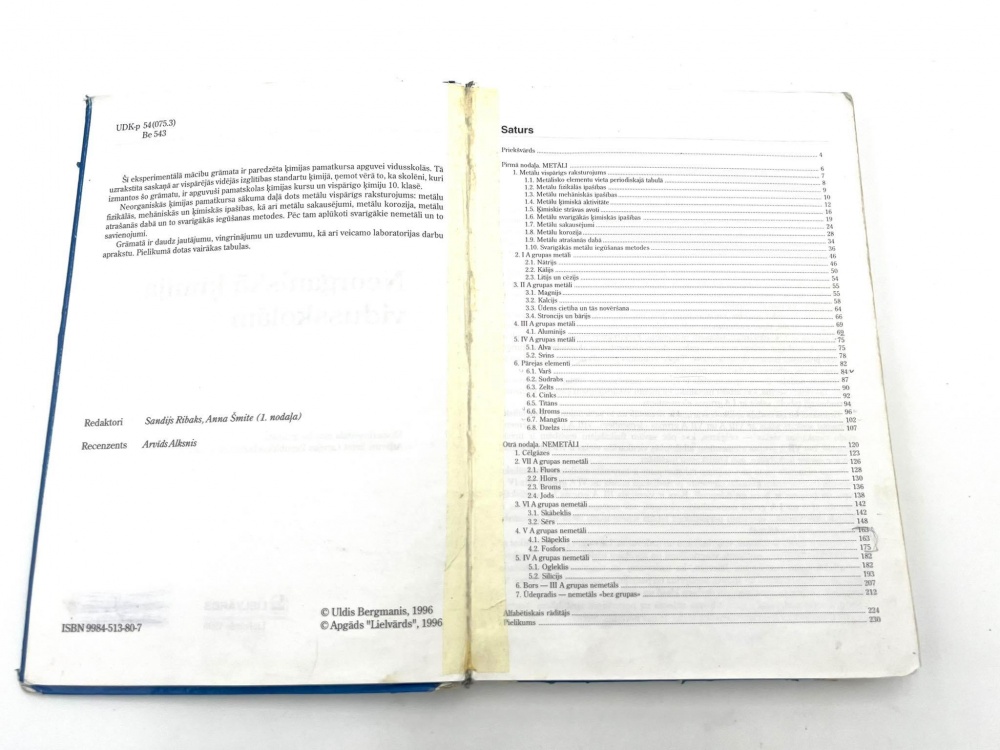 UDK-p 54(075.3)
Be 543
Šī eksperimentālā mācību grāmata ir paredzēta ķīmijas pamatkursa apguvei vidusskolās. Tā
uzrakstīta saskaņā ar vispārējās vidējās izglītības standartu ķīmijā, ņemot vērā to, ka skolēni, kuri
izmantos šo grāmatu, ir apguvuši pamatskolas ķīmijas kursu un vispārīgo ķīmiju 10. klasē.
Neorganiskās ķīmijas pamatkursa sākuma daļā dots metālu vispārīgs raksturojums: metālu
fizikālās, mehāniskās un ķīmiskās īpašības, kā arī metālu sakausējumi, metālu korozija, metālu
atrašanās dabā un to svarīgākās iegūšanas metodes. Pēc tam aplūkoti svarīgākie nemetāli un to
savienojumi.
Grāmatā ir daudz jautājumu, vingrinājumu un uzdevumu, kā arī veicamo laboratorijas darbu
aprakstu. Pielikumā dotas vairākas tabulas.
Redaktori Sandijs Ribaks, Anna Šmite (1. nodaļa)
Recenzents Arvīds Alksnis
© Uldis Bergmanis, 1996
ISBN 9984-513-80-7 © Apgāds "Lielvārds", 1996
Saturs
Priekšvārds 4
Pirmā nodaļa. METĀLI 6
1. Metālu vispārīgs raksturojums 7
1.1. Metālisko elementu vieta periodiskajā tabulā 8
1.2. Metālu fizikālās īpašības 9
1.3. Metālu mehāniskās īpašības 10
1.4. Metālu ķīmiskā aktivitāte 12
1.5. Ķīmiskie strāvas avoti 16
1.6. Metālu svarīgākās ķīmiskās īpašības 19
1.7. Metālu sakausējumi 24
1.8. Metālu korozija 28
1.9. Metālu atrašanās dabā 34
1.10. Svarīgākās metālu iegūšanas metodes 36
2. I A grupas metāli 46
2.1. Nātrijs 46
2.2. Kālijs 50
2.3. Litijs un cēzijs 54
3. II A grupas metāli 55
3.1. Magnijs 55
3.2. Kalcijs 58
3.3. Ūdens cietība un tās novēršana 64
3.4. Stroncijs un bārijs 66
4. III A grupas metāli 69
4.1. Alumīnijs 69
5. IV A grupas metāli 75
5.1. Alva 75
5.2. Svins 78
6. Pārejas elementi 82
6.1. Varš 84
6.2. Sudrabs 87
6.3. Zelts 90
6.4. Cinks 92
6.5. Titāns 94
6.6. Hroms 96
6.7. Mangāns 102
6.8. Dzelzs 107
Otrā nodaļa. NEMETĀLI 120
1. Cēlgāzes 123
2. VII A grupas nemetāli 126
2.1. Fluors 128
2.2. Hlors 130
2.3. Broms 136
2.4. Jods 138
3. VI A grupas nemetāli 142
3.1. Skābeklis 142
3.2. Sērs 148
4. V A grupas nemetāli 163
4.1. Slāpeklis 163
4.2. Fosfors 175
5. IV A grupas nemetāli 182
5.1. Ogleklis 182
5.2. Silīcijs 193
6. Bors — III A grupas nemetāls 207
7. Ūdeņradis — nemetāls «bez grupas» 212
Alfabētiskais rādītājs 224
Pielikums 230